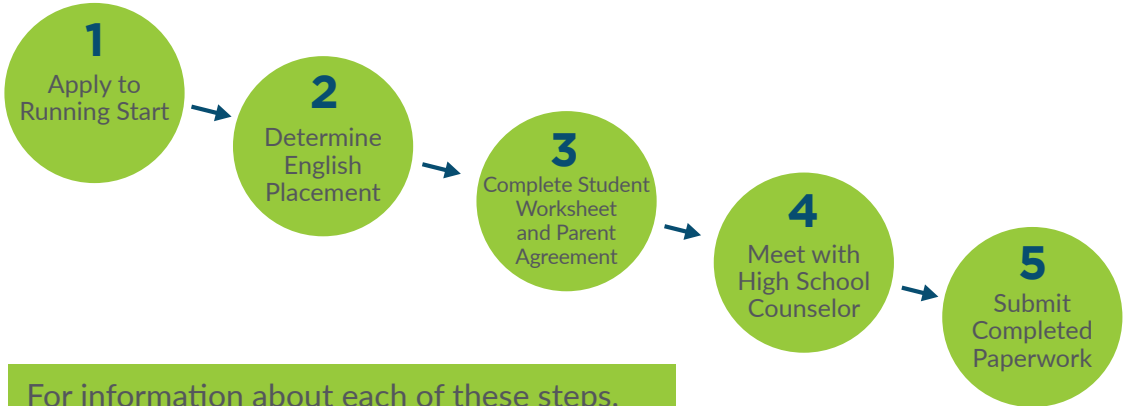 1
Apply to
Running Start
2
Determine
English
Placement
3
Complete Student
Worksheet
and Parent
Agreement
4
Meet with
High School
Counselor
5
Submit
Completed
Paperwork
For information about each of these steps,